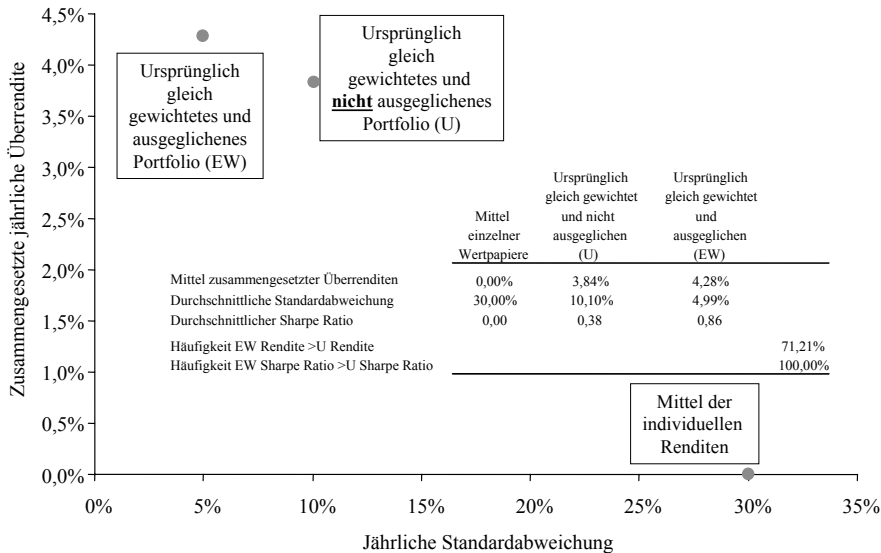 Zusammengesetzte jährliche Überrendite
4,5%
4,0%
3,5%
3,0%
2,5%
2,0%
1,5%
1,0%
0,5%
0,0%
Ursprünglich
gleich
gewichtetes und
ausgeglichenes
Portfolio (EW)
Ursprünglich
gleich
gewichtetes und
nicht ausgeglichenes
Portfolio (U)
Mittel
einzelner
Wertpapiere
Ursprünglich
gleich gewichtet
und nicht
ausgeglichen
(U)
Ursprünglich
gleich gewichtet
und
ausgeglichen
(EW)
Mittel zusammengesetzter Überrenditen 0,00% 3,84% 4,28%
Durchschnittliche Standardabweichung 30,00% 10,10% 4,99%
Durchschnittlicher Sharpe Ratio 0,00 0,38 0,86
Häufigkeit EW Rendite >U Rendite 71,21%
Häufigkeit EW Sharpe Ratio >U Sharpe Ratio 100,00%
Mittel der
individuellen
Renditen
0% 5% 10% 15% 20% 25% 30% 35%
Jährliche Standardabweichung